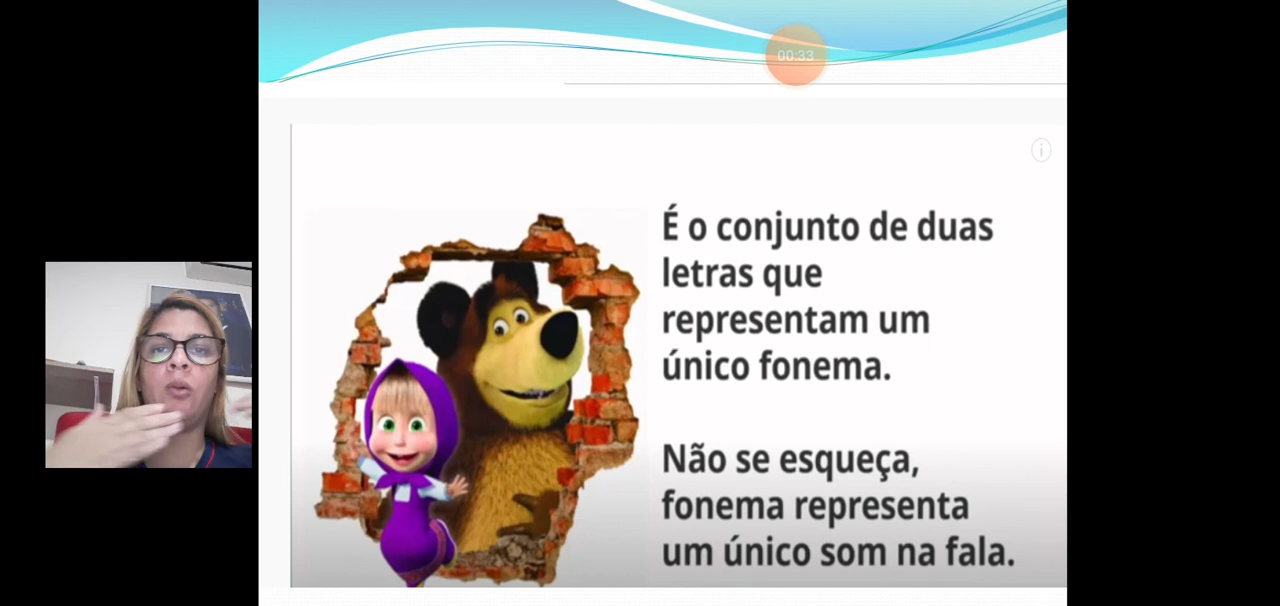 00:33
É o conjunto de duas
letras que
representam um
único fonema.
Não se esqueça,
fonema representa
um único som na fala.